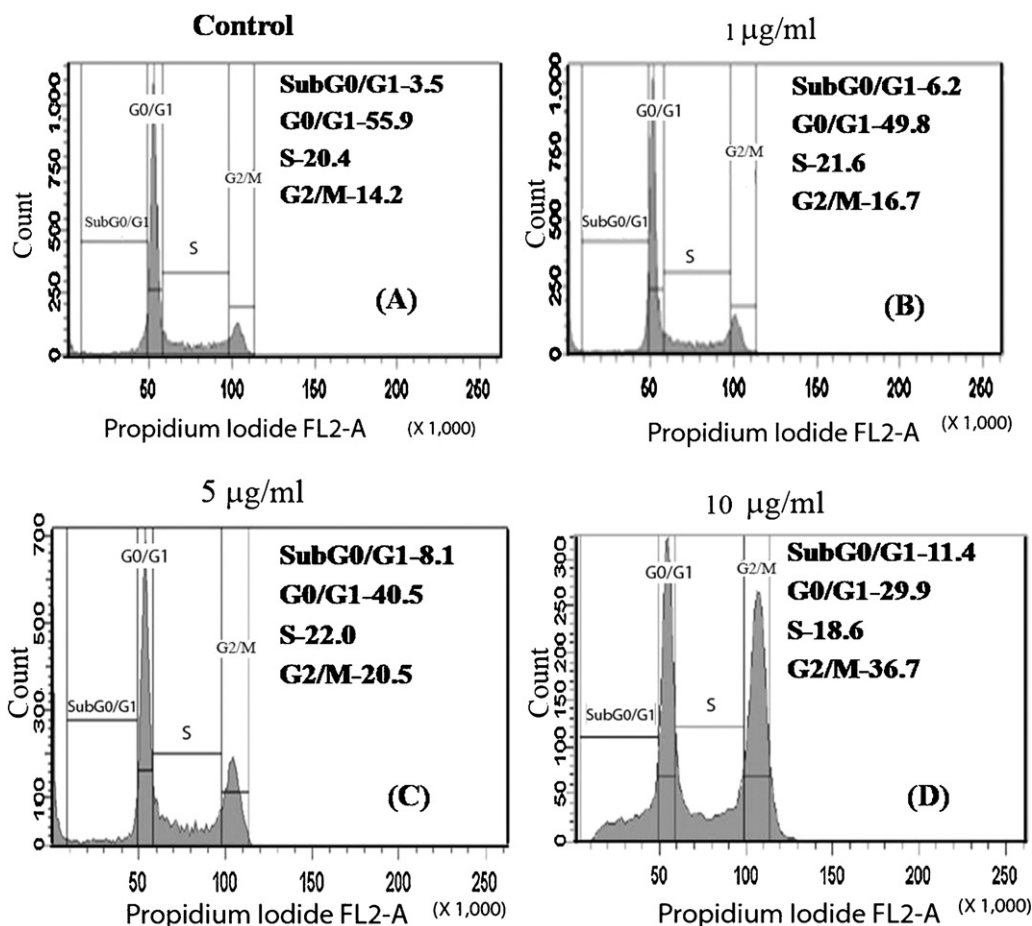 Control
SubG0/G1-3.5
G0/G1-55.9
S-20.4
G2/M-14.2
G0/G1
G2/M
SubG0/G1
S
(A)
Count
1,000
750
500
250
0
50 100 150 200 250
Propidium Iodide FL2-A (X 1,000)
1 µg/ml
SubG0/G1-6.2
G0/G1-49.8
S-21.6
G2/M-16.7
G0/G1
G2/M
SubG0/G1
S
(B)
Count
1,000
750
500
250
0
50 100 150 200 250
Propidium Iodide FL2-A (X 1,000)
5 µg/ml
SubG0/G1-8.1
G0/G1-40.5
S-22.0
G2/M-20.5
G0/G1
G2/M
SubG0/G1
S
(C)
Count
700
500
300
100
0
50 100 150 200 250
Propidium Iodide FL2-A (X 1,000)
10 µg/ml
SubG0/G1-11.4
G0/G1-29.9
S-18.6
G2/M-36.7
G0/G1
G2/M
SubG0/G1
S
(D)
Count
300
250
200
150
100
50
0
50 100 150 200 250
Propidium Iodide FL2-A (X 1,000)